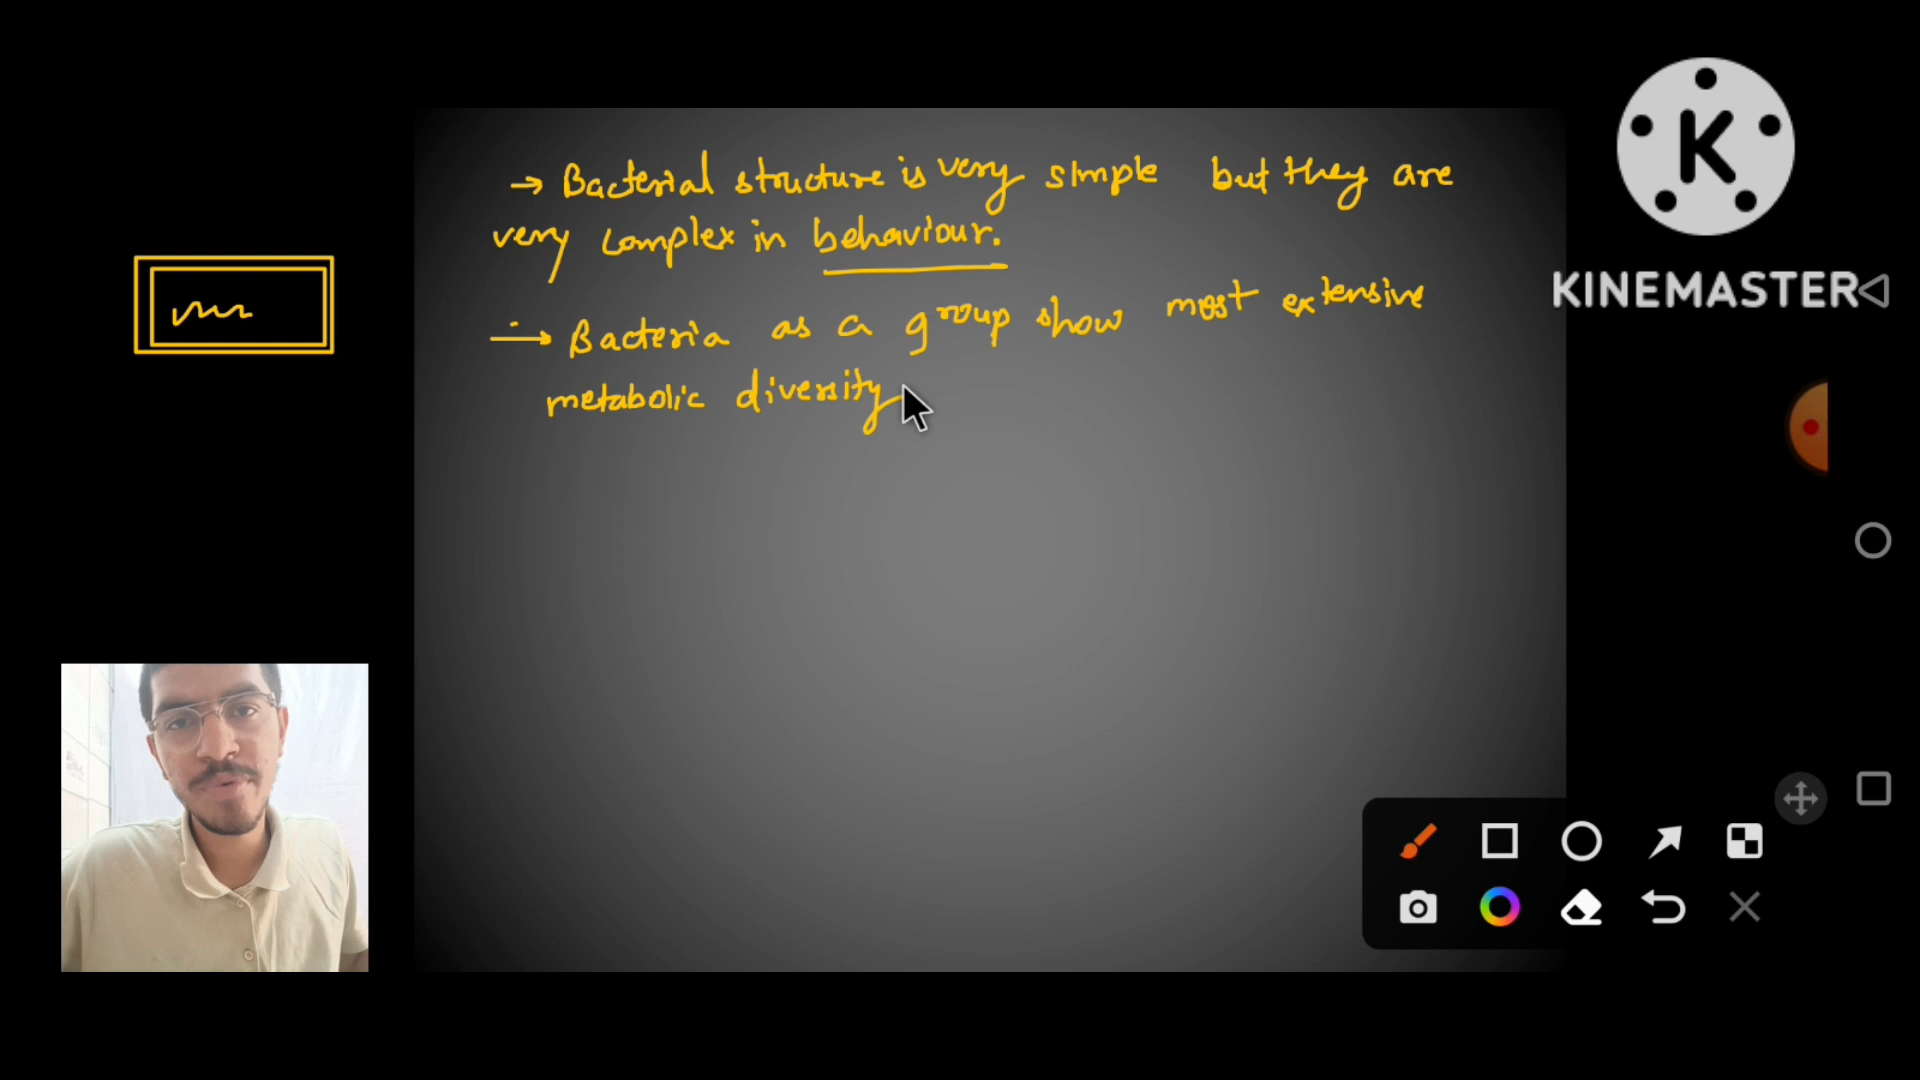 → Bacterial structure is very simple but they are
very complex in behaviour.
→ Bacteria as a group show most extensive
metabolic diversity
K
KINEMASTER